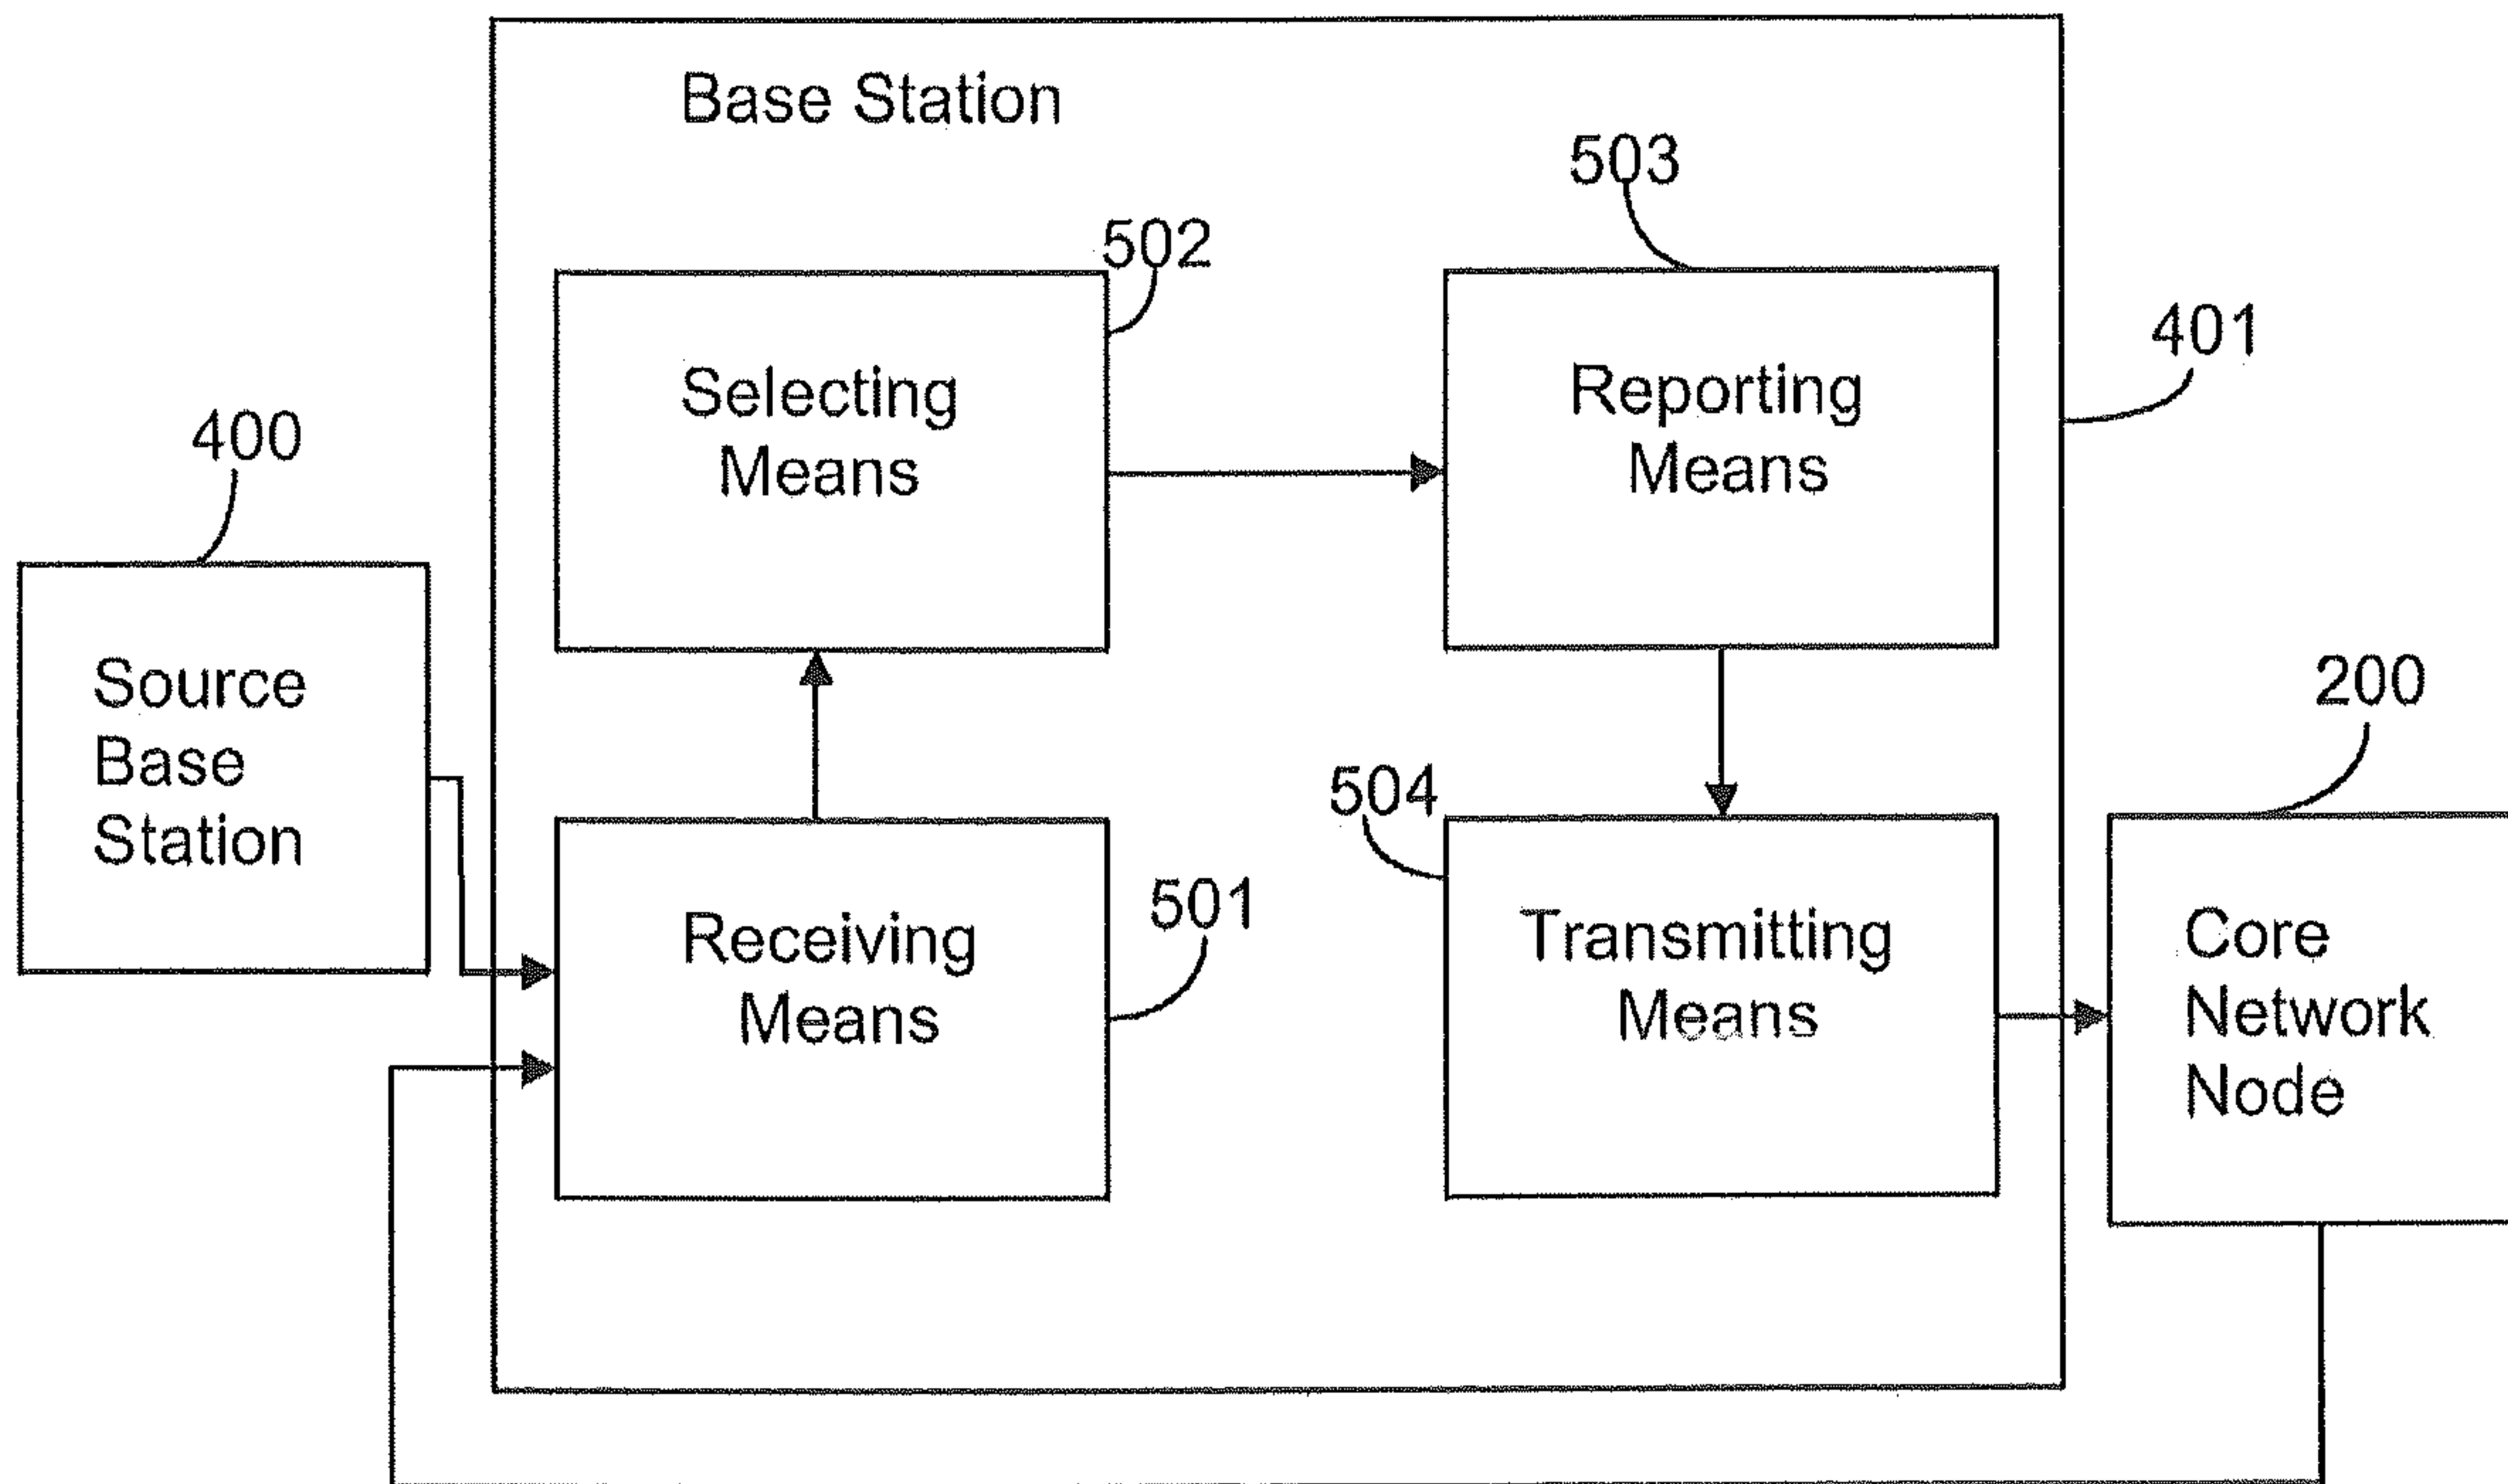 Base Station
503
502
Selecting
Means
Reporting
Means
401
400
Source
Base
Station
200
504
Receiving
Means
501
Transmitting
Means
Core
Network
Node